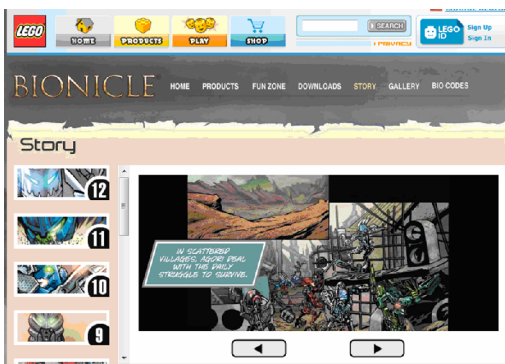 LEGO
HOME PRODUCTS PLAY SHOP
SEARCH
PRIVACY
LEGO ID
Sign Up
Sign In
BIONICLE
HOME PRODUCTS FUN ZONE DOWNLOADS STORY GALLERY BIO CODES
Story
12
11
10
9
IN SCATTERED
VILLAGES, AGORI DEAL
WITH THE DAILY
STRUGGLE TO SURVIVE.